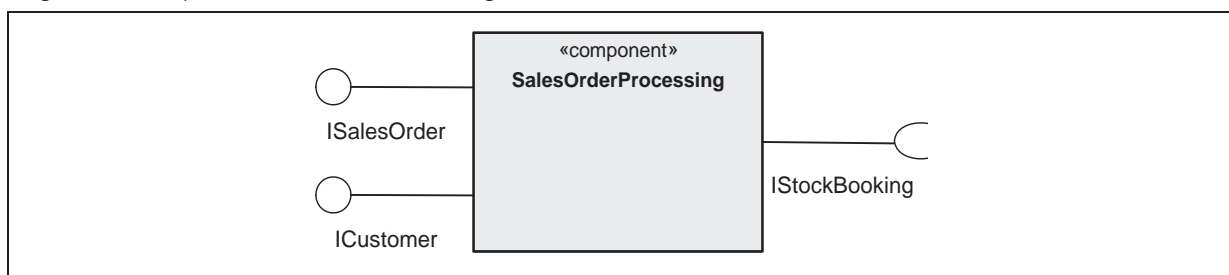 «component»
SalesOrderProcessing
ISalesOrder
IStockBooking
ICustomer